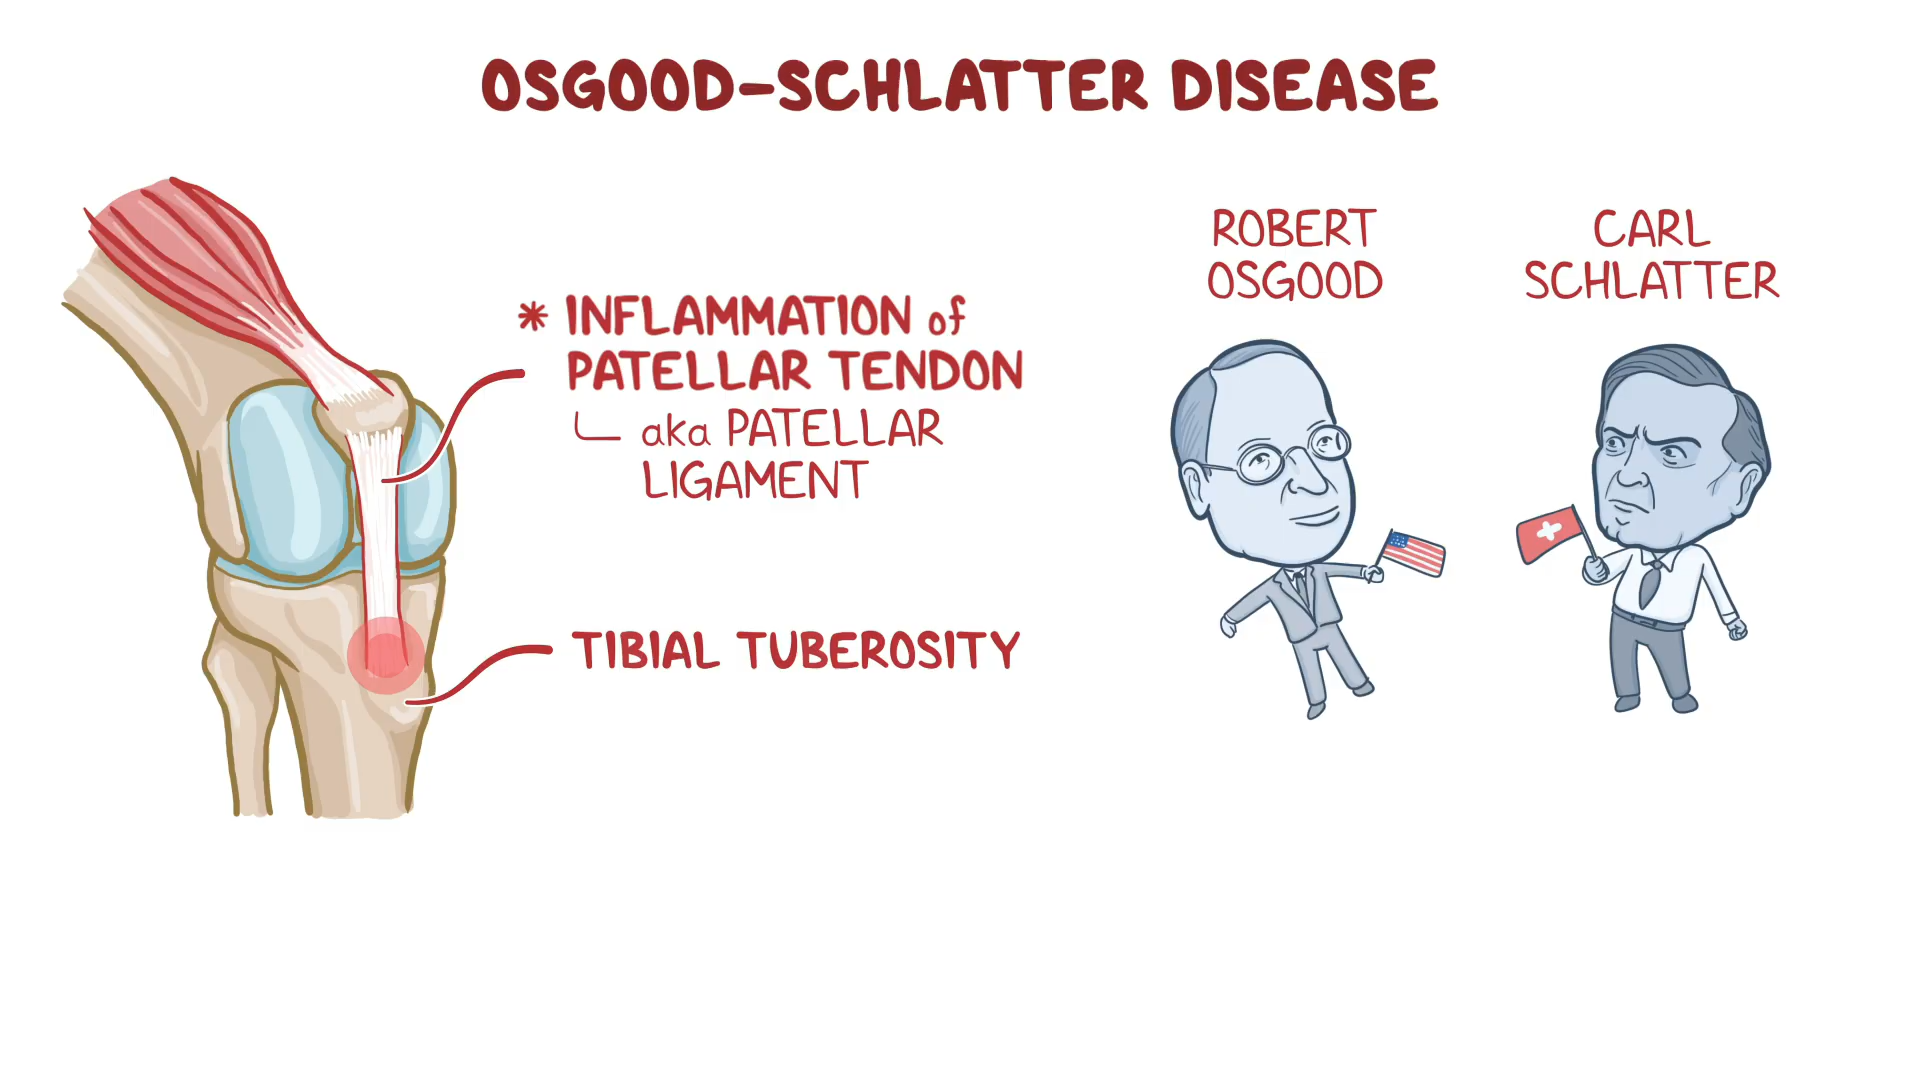 OSGOOD-SCHLATTER DISEASE
* INFLAMMATION of
PATELLAR TENDON
aka PATELLAR
LIGAMENT
TIBIAL TUBEROSITY
ROBERT
OSGOOD
CARL
SCHLATTER